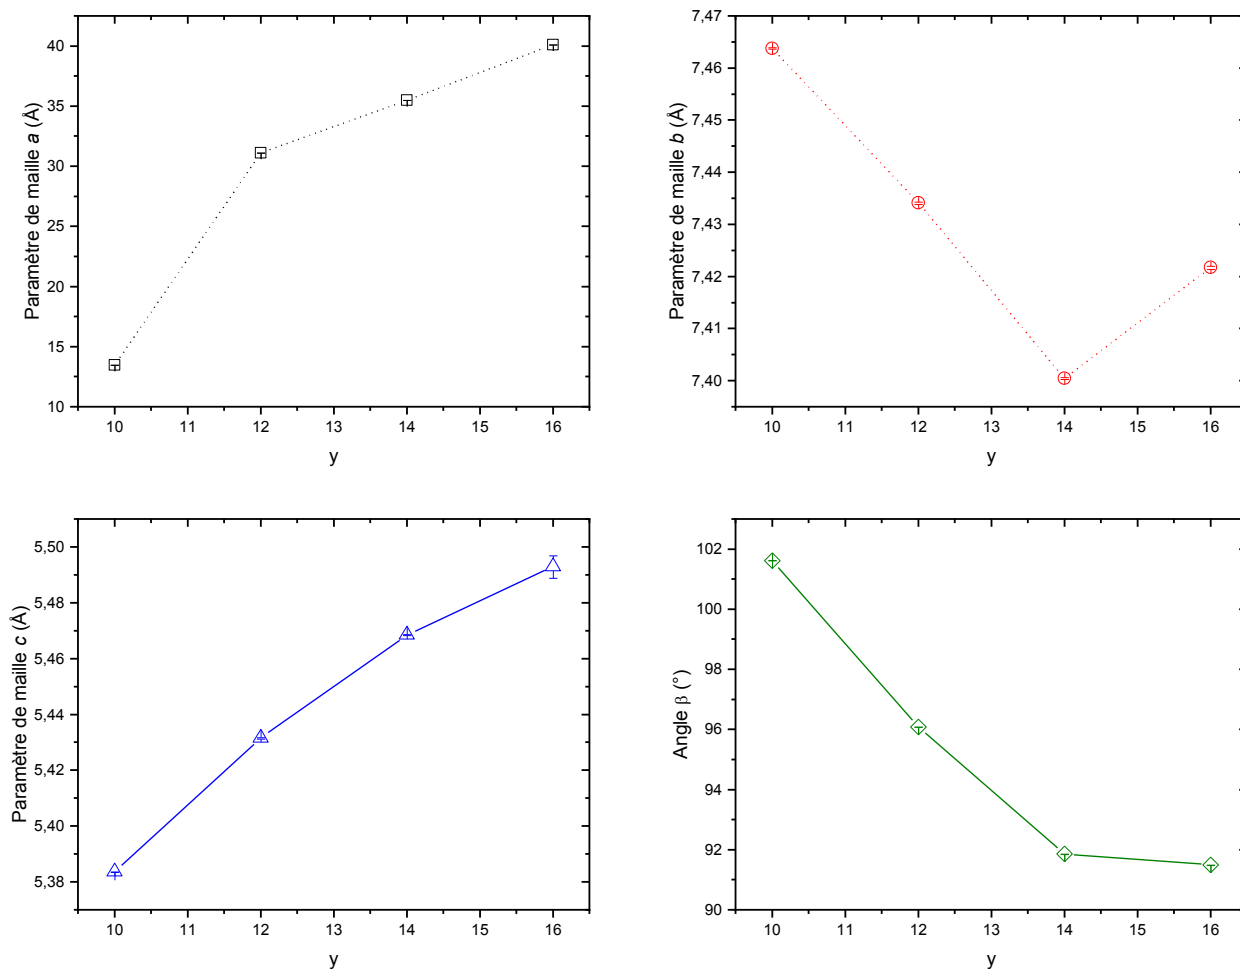 40
35
30
25
20
15
10
Paramètre de maille a (Å)
10 11 12 13 14 15 16
y
7,47
7,46
7,45
7,44
7,43
7,42
7,41
7,40
Paramètre de maille b (Å)
10 11 12 13 14 15 16
y
5,50
5,48
5,46
5,44
5,42
5,40
5,38
Paramètre de maille c (Å)
10 11 12 13 14 15 16
y
102
100
98
96
94
92
90
Angle β (°)
10 11 12 13 14 15 16
y